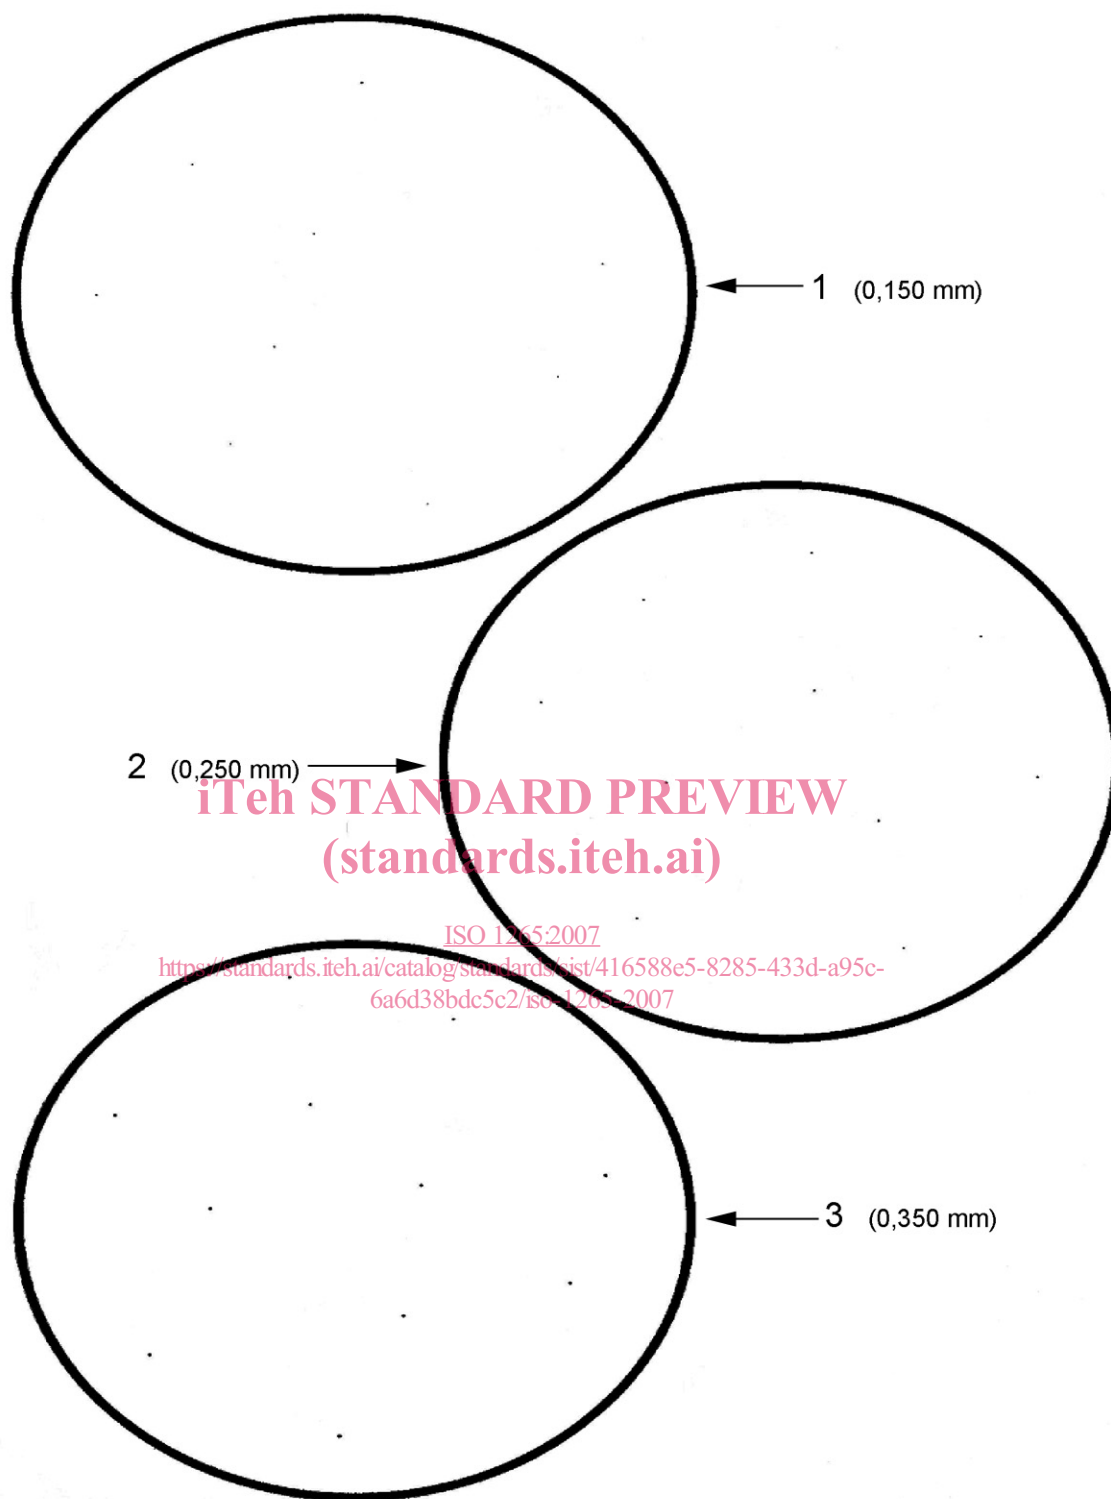 1 (0,150 mm)
2 (0,250 mm)
iTeh STANDARD PREVIEW
(standards.iteh.ai)
ISO 1265:2007
https://standards.iteh.ai/catalog/standards/sist/416588e5-8285-433d-a95c-
6a6d38bdc5c2/iso-1265-2007
3 (0,350 mm)